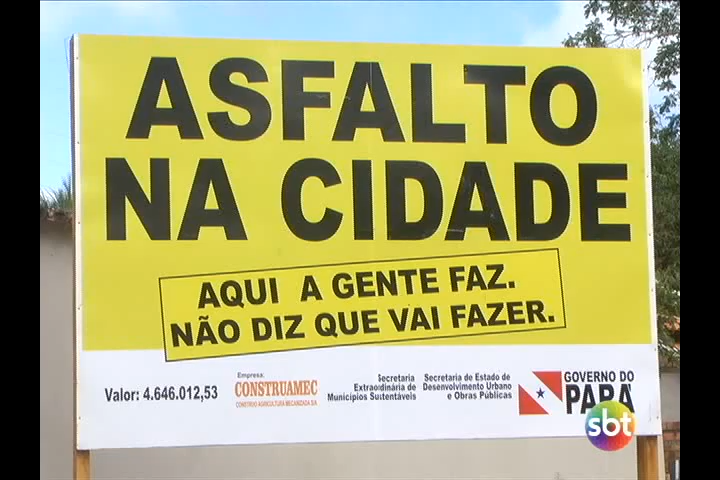 ASFALTO
NA CIDADE
AQUI A GENTE FAZ.
NÃO DIZ QUE VAI FAZER.
Valor: 4.646.012,53
Empresa:
CONSTRUAMEC
Secretaria
Extraordinária de
Municípios Sustentáveis
Secretaria de Estado de
Desenvolvimento Urbano
e Obras Públicas
GOVERNO DO
PARÁ
sbt